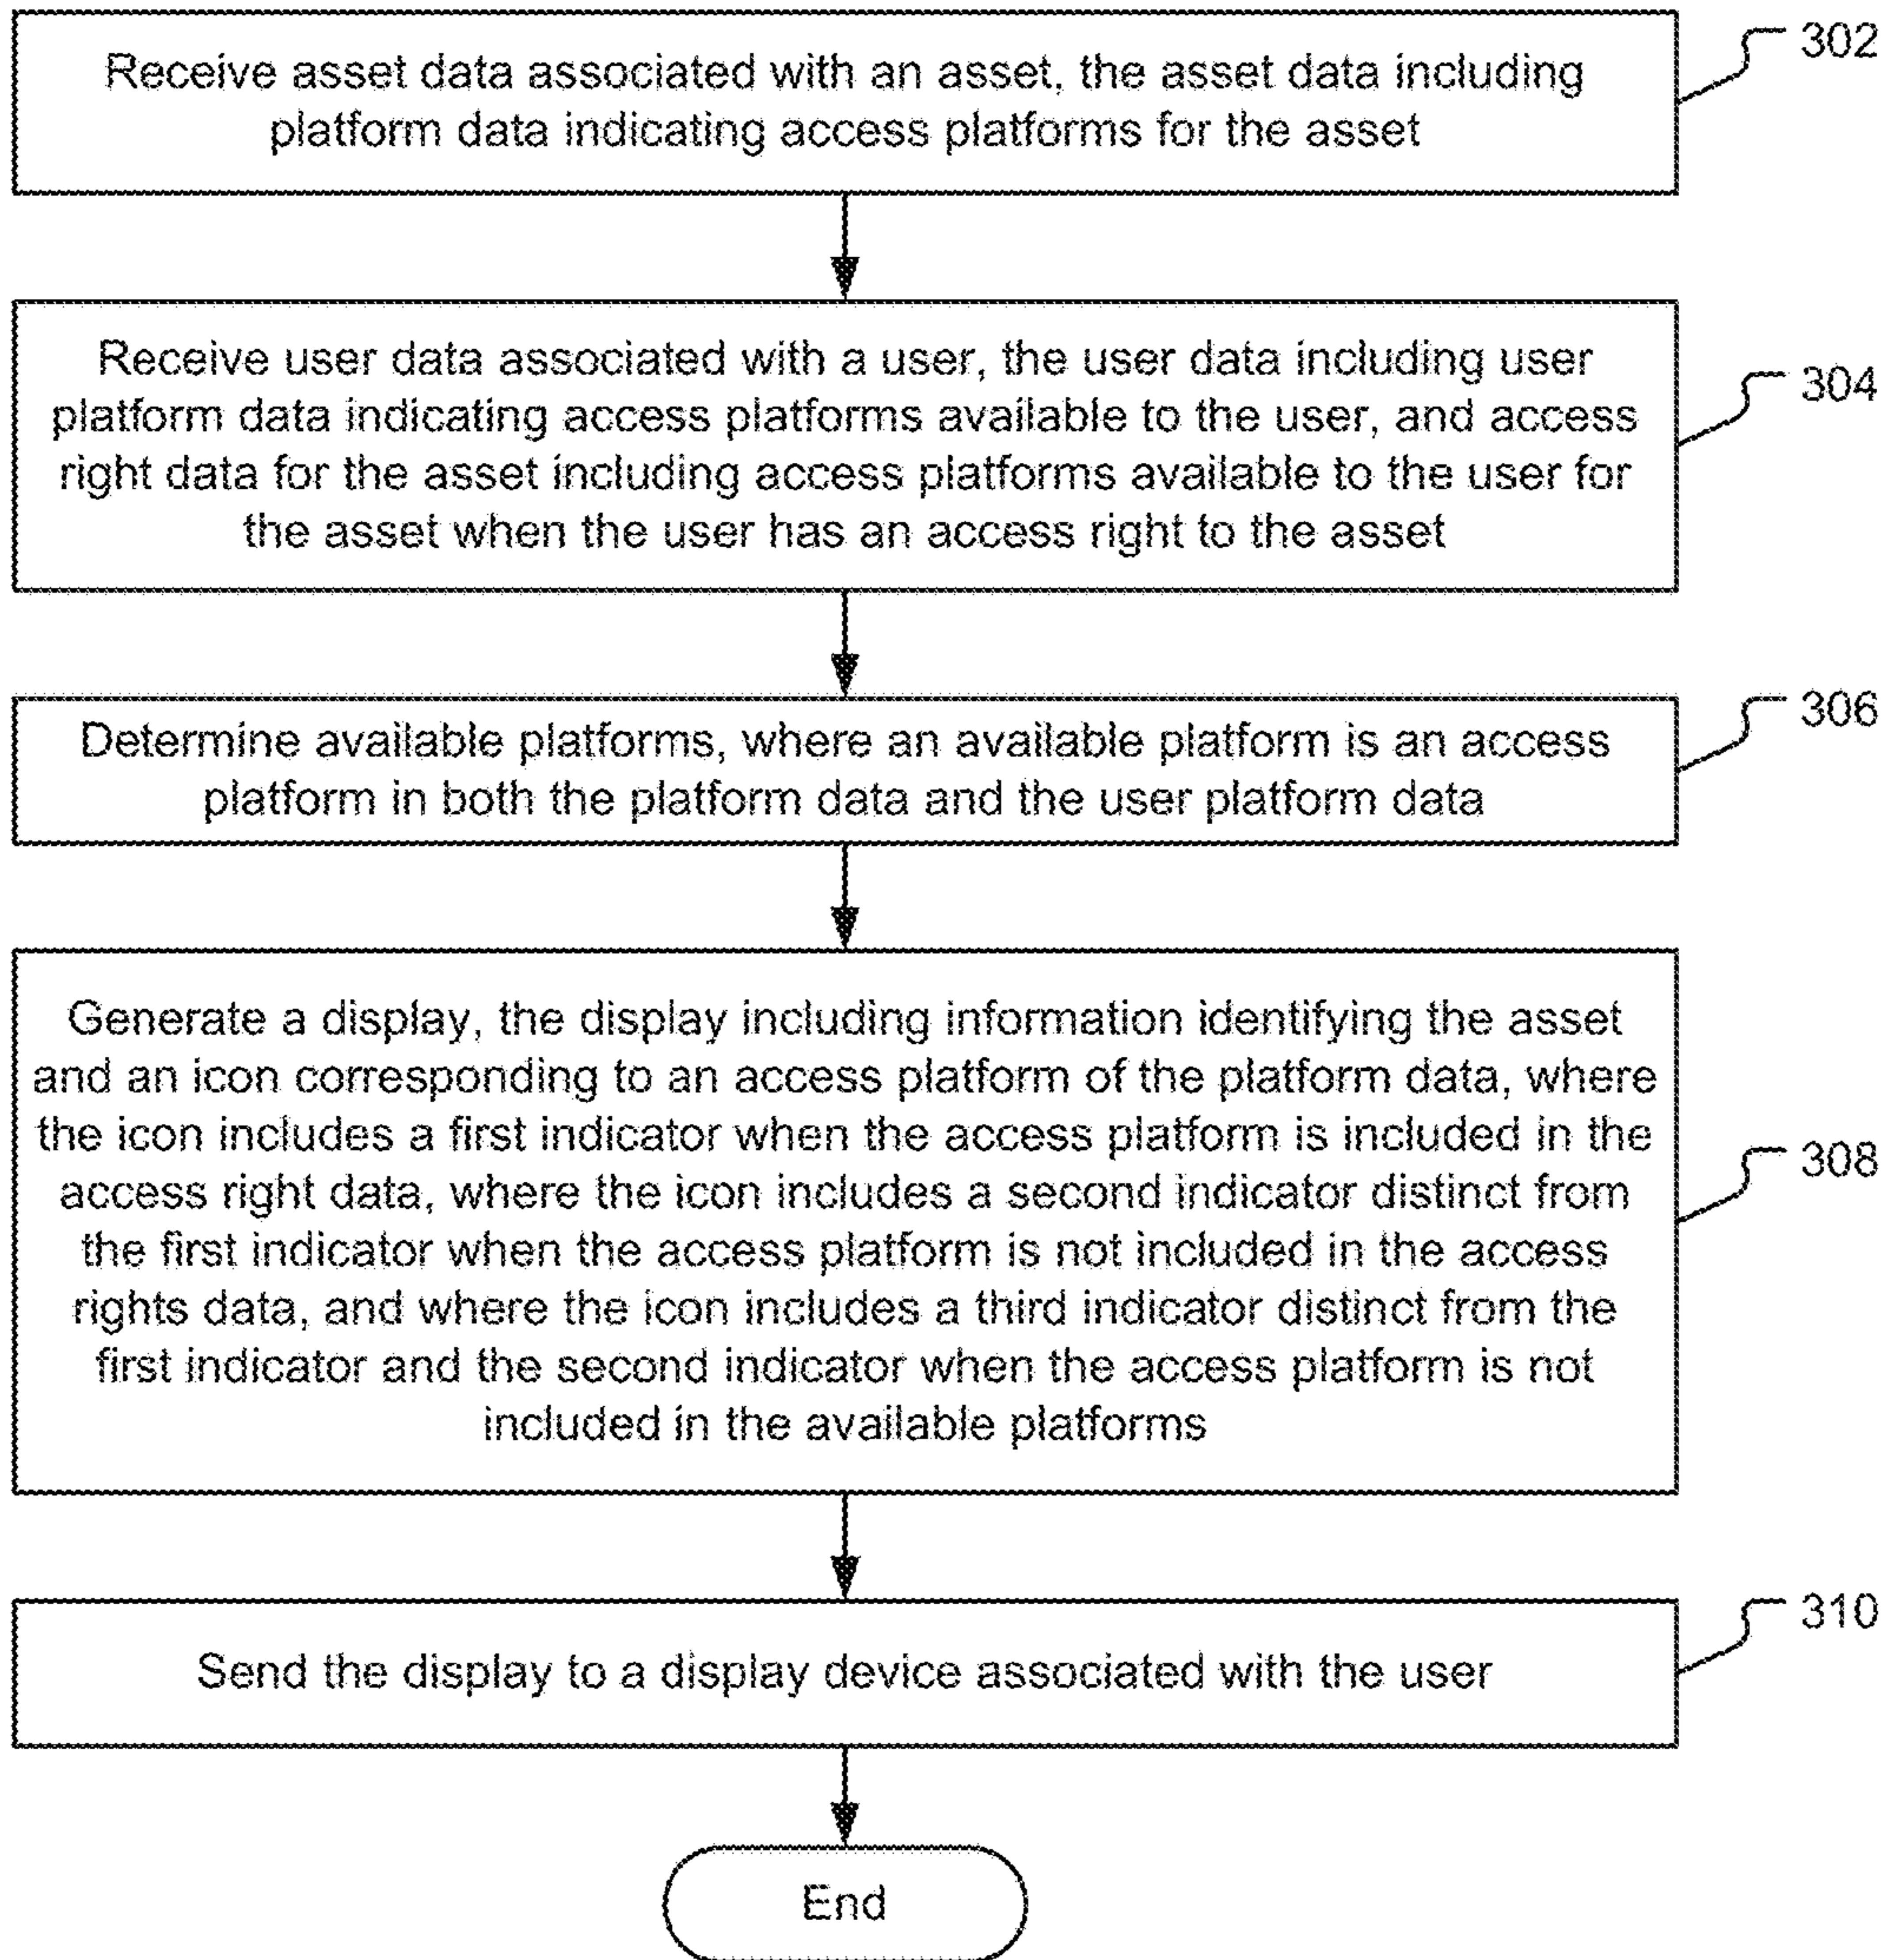 Receive asset data associated with an asset, the asset data including
platform data indicating access platforms for the asset
302
Receive user data associated with a user, the user data including user
platform data indicating access platforms available to the user, and access
right data for the asset including access platforms available to the user for
the asset when the user has an access right to the asset
304
Determine available platforms, where an available platform is an access
platform in both the platform data and the user platform data
306
Generate a display, the display including information identifying the asset
and an icon corresponding to an access platform of the platform data, where
the icon includes a first indicator when the access platform is included in the
access right data, where the icon includes a second indicator distinct from
the first indicator when the access platform is not included in the access
rights data, and where the icon includes a third indicator distinct from the
first indicator and the second indicator when the access platform is not
included in the available platforms
308
Send the display to a display device associated with the user
310
End